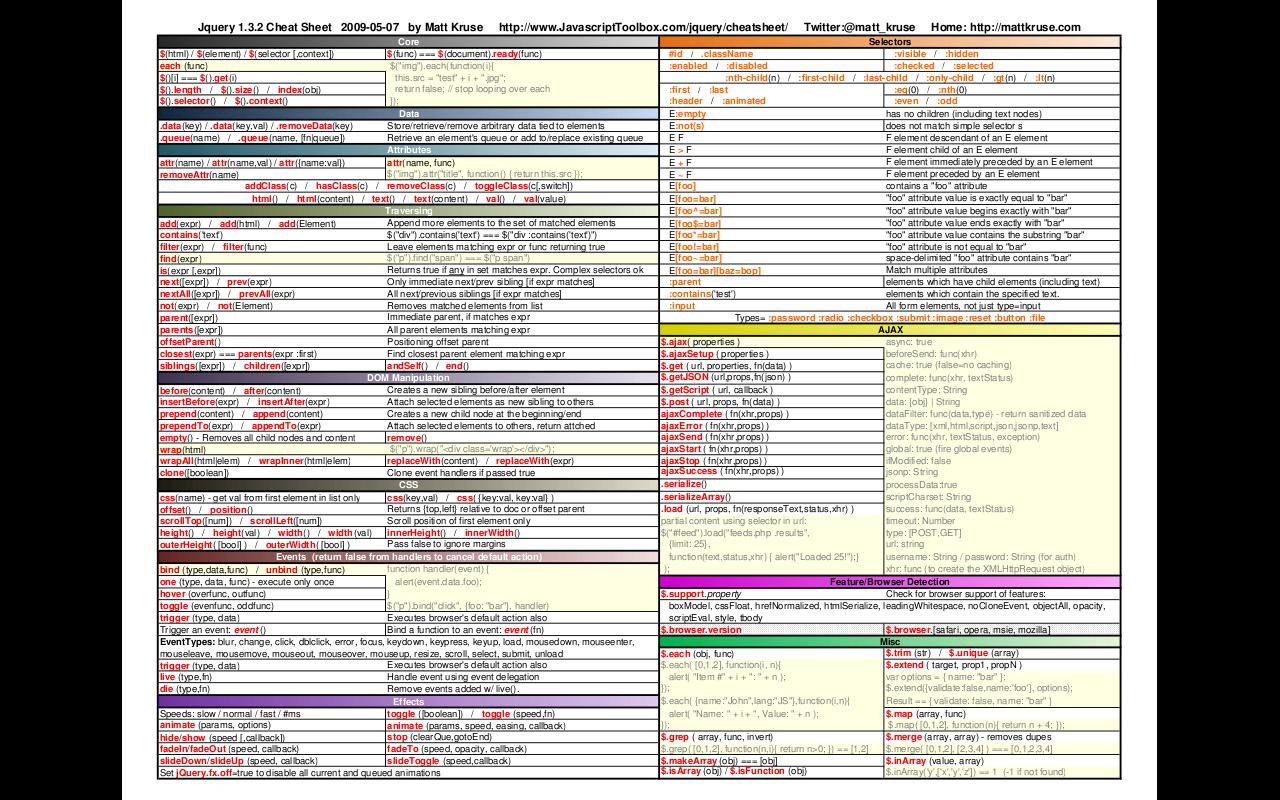 Jquery 1.3.2 Cheat Sheet 2009-05-07 by Matt Kruse http://www.JavascriptToolbox.com/jquery/cheatsheet/ Twitter:@matt_kruse Home: http://mattkruse.com
Core
$(html) / $(element) / $(selector [,context]) $(func) === $(document).ready(func)
each (func) $("img").each(function(i){
$()[i] === $().get(i) this.src = "test" + i + ".jpg";
$().length / $().size() / index(obj) return false; // stop looping over each
$().selector() / $().context() });
Data
.data(key) / .data(key,val) / .removeData(key) Store/retrieve/remove arbitrary data tied to elements
.queue(name) / .queue(name, [fn|queue]) Retrieve an element's queue or add to/replace existing queue
Attributes
attr(name) / attr(name,val) / attr({name:val}) attr(name, func)
removeAttr(name) $("img").attr("title", function() { return this.src });
addClass(c) / hasClass(c) / removeClass(c) / toggleClass(c[,switch])
html() / html(content) / text() / text(content) / val() / val(value)
Traversing
add(expr) / add(html) / add(Element) Append more elements to the set of matched elements
contains('text') $("div").contains('text') === $("div :contains('text')")
filter(expr) / filter(func) Leave elements matching expr or func returning true
find(expr) $("p").find("span") === $("p span")
is(expr [,expr]) Returns true if any in set matches expr. Complex selectors ok
next([expr]) / prev(expr) Only immediate next/prev sibling [if expr matches]
nextAll([expr]) / prevAll(expr) All next/previous siblings [if expr matches]
not(expr) / not(Element) Removes matched elements from list
parent([expr]) Immediate parent, if matches expr
parents([expr]) All parent elements matching expr
offsetParent() Positioning offset parent
closest(expr) === parents(expr :first) Find closest parent element matching expr
siblings([expr]) / children([expr]) andSelf() / end()
DOM Manipulation
before(content) / after(content) Creates a new sibling before/after element
insertBefore(expr) / insertAfter(expr) Attach selected elements as new sibling to others
prepend(content) / append(content) Creates a new child node at the beginning/end
prependTo(expr) / appendTo(expr) Attach selected elements to others, return attched
empty() - Removes all child nodes and content remove()
wrap(html) $("p").wrap("<div class='wrap'></div>");
wrapAll(html|elem) / wrapInner(html|elem) replaceWith(content) / replaceWith(expr)
clone([boolean]) Clone event handlers if passed true
CSS
css(name) - get val from first element in list only css(key,val) / css( {key:val, key:val} )
offset() / position() Returns {top,left} relative to doc or offset parent
scrollTop([num]) / scrollLeft([num]) Scroll position of first element only
height() / height(val) / width() / width(val) innerHeight() / innerWidth()
outerHeight( [bool] ) / outerWidth( [bool] ) Pass false to ignore margins
Events (return false from handlers to cancel default action)
bind (type,data,func) / unbind (type,func) function handler(event) {
one (type, data, func) - execute only once alert(event.data.foo);
hover (overfunc, outfunc) }
toggle (evenfunc, oddfunc) $("p").bind("click", {foo: "bar"}, handler)
trigger (type, data) Executes browser's default action also
Trigger an event: event() Bind a function to an event: event(fn)
EventTypes: blur, change, click, dblclick, error, focus, keydown, keypress, keyup, load, mousedown, mouseenter,
mouseleave, mousemove, mouseout, mouseover, mouseup, resize, scroll, select, submit, unload
trigger (type, data) Executes browser's default action also
live (type,fn) Handle event using event delegation
die (type,fn) Remove events added w/ live().
Effects
Speeds: slow / normal / fast / #ms toggle ([boolean]) / toggle (speed,fn)
animate (params, options) animate (params, speed, easing, callback)
hide/show (speed [,callback]) stop (clearQue,gotoEnd)
fadeIn/fadeOut (speed, callback) fadeTo (speed, opacity, callback)
slideDown/slideUp (speed, callback) slideToggle (speed, callback)
Set jQuery.fx.off=true to disable all current and queued animations
Selectors
#id / .className :visible / :hidden
:enabled / :disabled :checked / :selected
:nth-child(n) / :first-child / :last-child / :only-child / :gt(n) / :lt(n)
:first / :last :eq(0) / :nth(0)
:header / :animated :even / :odd
E:empty has no children (including text nodes)
E:not(s) does not match simple selector s
E F F element descendant of an E element
E > F F element child of an E element
E + F F element immediately preceded by an E element
E ~ F F element preceded by an E element
E[foo] contains a "foo" attribute
E[foo=bar] "foo" attribute value is exactly equal to "bar"
E[foo^=bar] "foo" attribute value begins exactly with "bar"
E[foo$=bar] "foo" attribute value ends exactly with "bar"
E[foo*=bar] "foo" attribute value contains the substring "bar"
E[foo!=bar] "foo" attribute is not equal to "bar"
E[foo~=bar] space-delimited "foo" attribute contains "bar"
E[foo=bar][baz=bop] Match multiple attributes
:parent elements which have child elements (including text)
:contains('test') elements which contain the specified text.
:input All form elements, not just type=input
Types= :password :radio :checkbox :submit :image :reset :button :file
AJAX
$.ajax( properties ) async: true
$.ajaxSetup ( properties ) beforeSend: func(xhr)
$.get ( url, properties, fn(data) ) cache: true (false=no caching)
$.getJSON (url,props,fn(json) ) complete: func(xhr, textStatus)
$.getScript ( url, callback ) contentType: String
$.post ( url, props, fn(data) ) data: {obj} | String
ajaxComplete ( fn(xhr,props) ) dataFilter: func(data,type) - return sanitized data
ajaxError ( fn(xhr,props) ) dataType: [xml,html,script,json,jsonp,text]
ajaxSend ( fn(xhr,props) ) error: func(xhr, textStatus, exception)
ajaxStart ( fn(xhr,props) ) global: true (fire global events)
ajaxStop ( fn(xhr,props) ) ifModified: false
ajaxSuccess ( fn(xhr,props) ) jsonp: String
.serialize() processData:true
.serializeArray() scriptCharset: String
.load (url, props, fn(responseText,status,xhr) ) success: func(data, textStatus)
partial content using selector in url: timeout: Number
$("#feed").load("feeds.php .results", type: [POST,GET]
{limit: 25}, url: string
function(text,status,xhr) { alert("Loaded 25!");} username: String / password: String (for auth)
); xhr: func (to create the XMLHttpRequest object)
Feature/Browser Detection
$.support.property Check for browser support of features:
boxModel, cssFloat, hrefNormalized, htmlSerialize, leadingWhitespace, noCloneEvent, objectAll, opacity,
scriptEval, style, tbody
$.browser.version $.browser.[safari, opera, msie, mozilla]
Misc
$.each (obj, func) $.trim (str) / $.unique (array)
$.each( [0,1,2], function(i, n){ $.extend ( target, prop1, propN )
alert( "Item #" + i + ": " + n ); var options = { name: "bar" };
}); $.extend({validate:false,name:'foo'}, options);
$.each( {name:"John",lang:"JS"},function(i,n){ Result == { validate: false, name: "bar" }
alert( "Name: " + i + ", Value: " + n ); $.map (array, func)
}); $.map( [0,1,2], function(n){ return n + 4; });
$.grep ( array, func, invert) $.merge (array, array) - removes dupes
$.grep( [0,1,2], function(n,i){ return n>0; }) == [1,2] $.merge( [0,1,2], [2,3,4] ) === [0,1,2,3,4]
$.makeArray(obj) === [obj] $.inArray (value, array)
$.isArray (obj) / $.isFunction (obj) $.inArray('y',['x','y','z']) == 1 (-1 if not found)